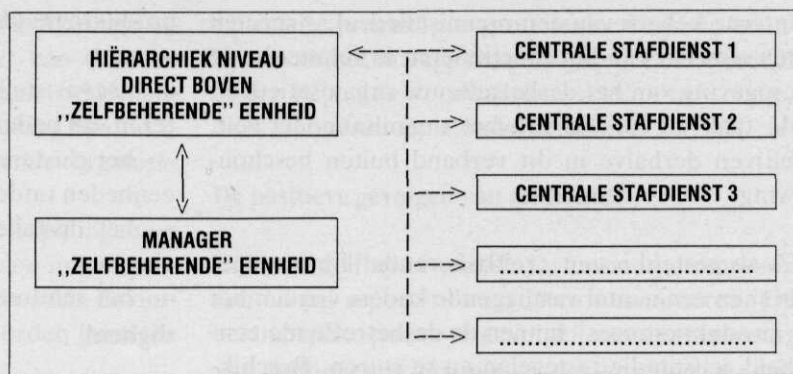 HIËRARCHIEK NIVEAU
DIRECT BOVEN
„ZELFBEHERENDE” EENHEID
MANAGER
„ZELFBEHERENDE” EENHEID
CENTRALE STAFDIENST 1
CENTRALE STAFDIENST 2
CENTRALE STAFDIENST 3
........................
........................